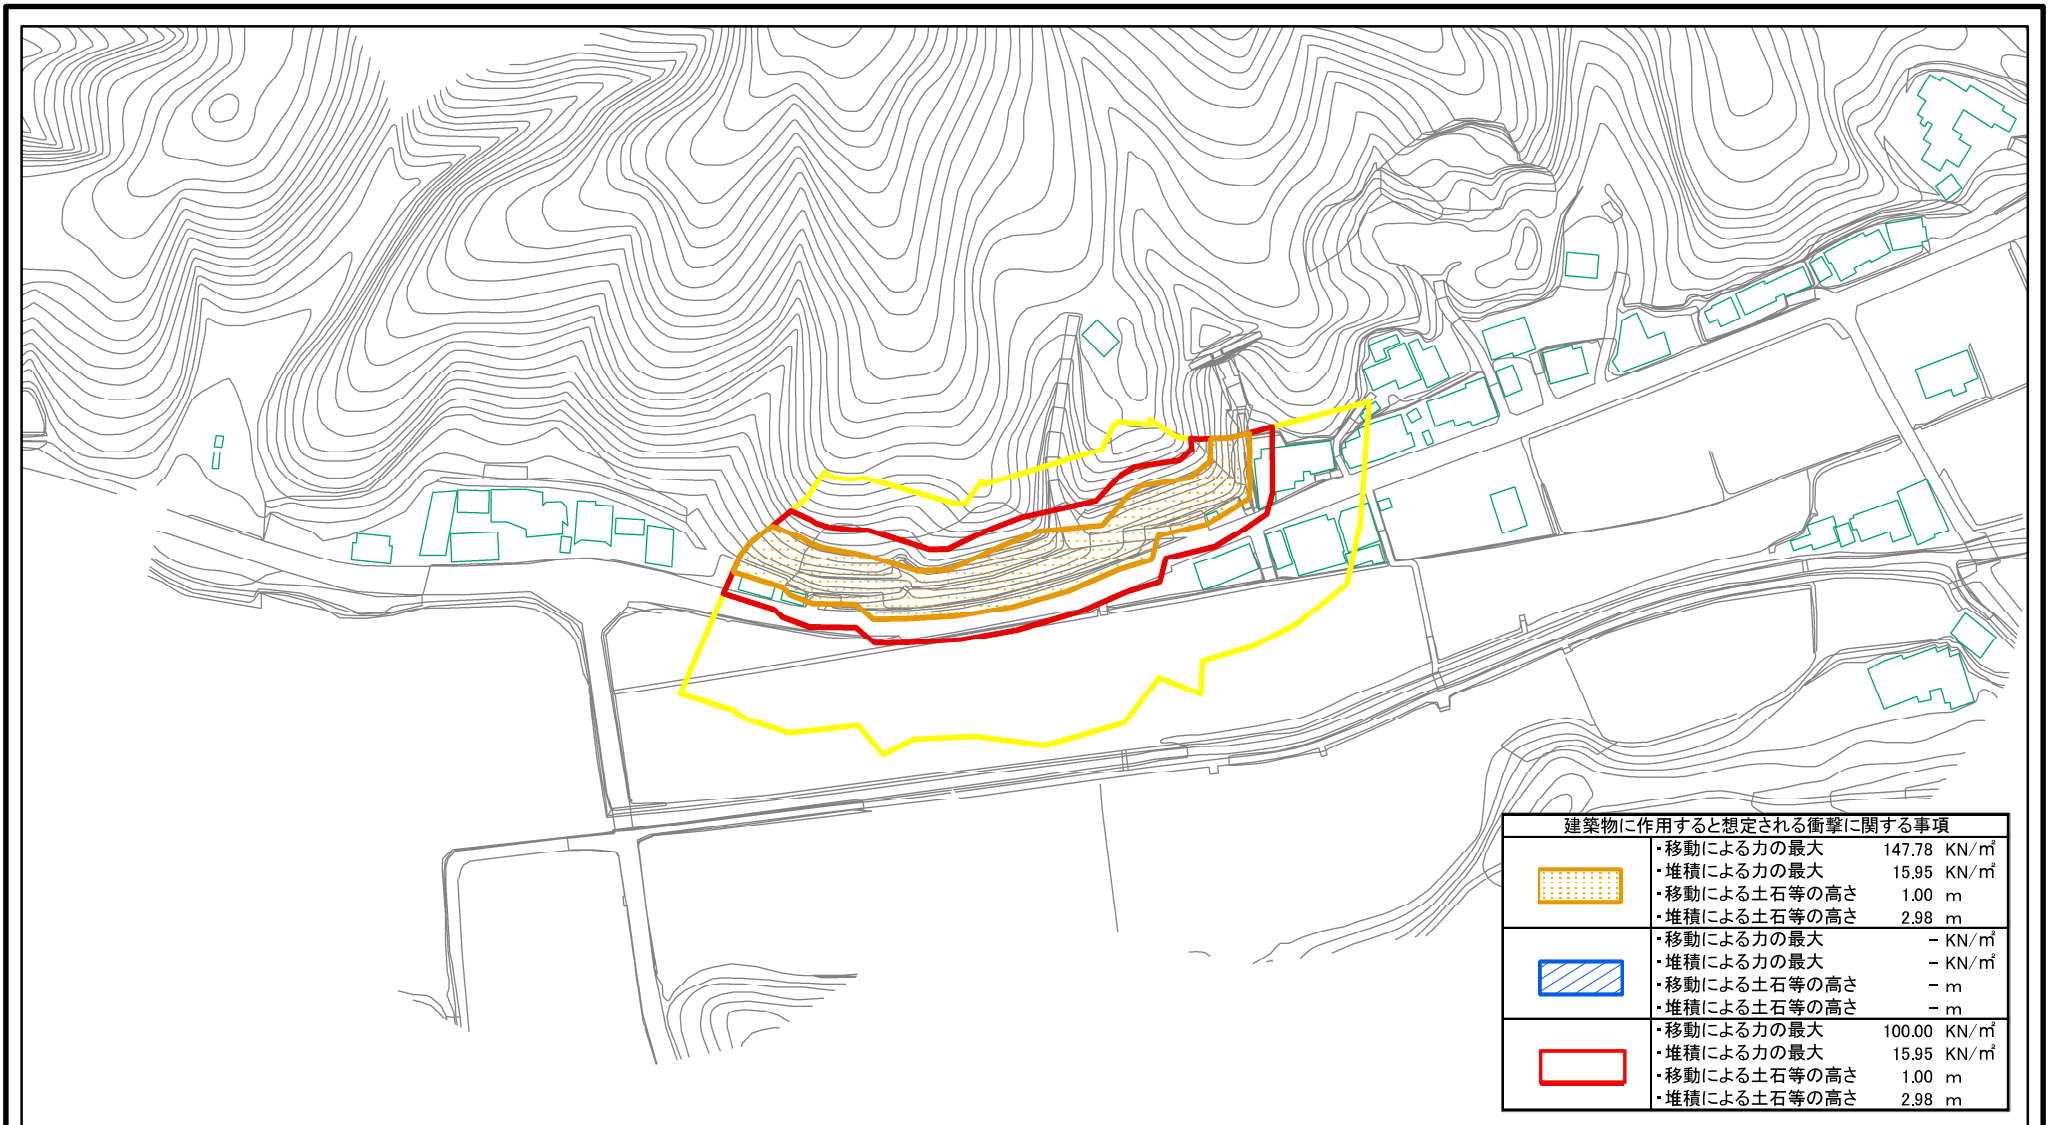 建築物に作用すると想定される衝撃に関する事項
・移動による力の最大 147.78 KN/㎡
・堆積による力の最大 15.95 KN/㎡
・移動による土石等の高さ 1.00 m
・堆積による土石等の高さ 2.98 m
・移動による力の最大 - KN/㎡
・堆積による力の最大 - KN/㎡
・移動による土石等の高さ - m
・堆積による土石等の高さ - m
・移動による力の最大 100.00 KN/㎡
・堆積による力の最大 15.95 KN/㎡
・移動による土石等の高さ 1.00 m
・堆積による土石等の高さ 2.98 m